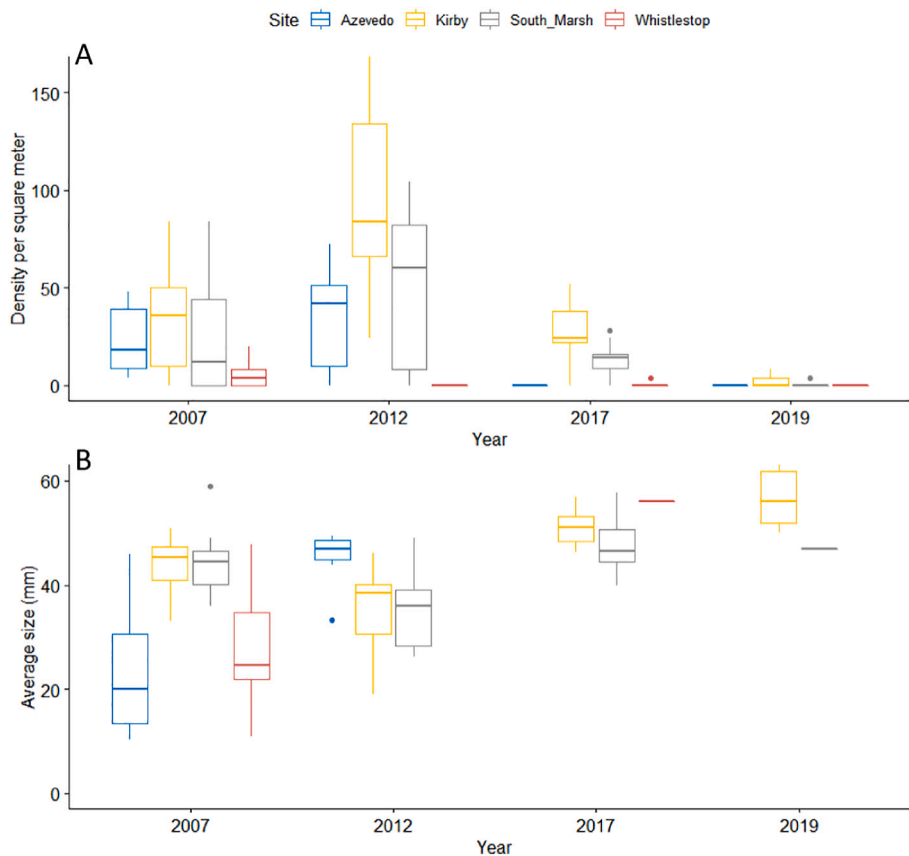 Site Azevedo Kirby South_Marsh Whistlestop
A
Density per square meter
150
100
50
0
2007 2012 2017 2019
Year
B
Average size (mm)
60
40
20
0
2007 2012 2017 2019
Year